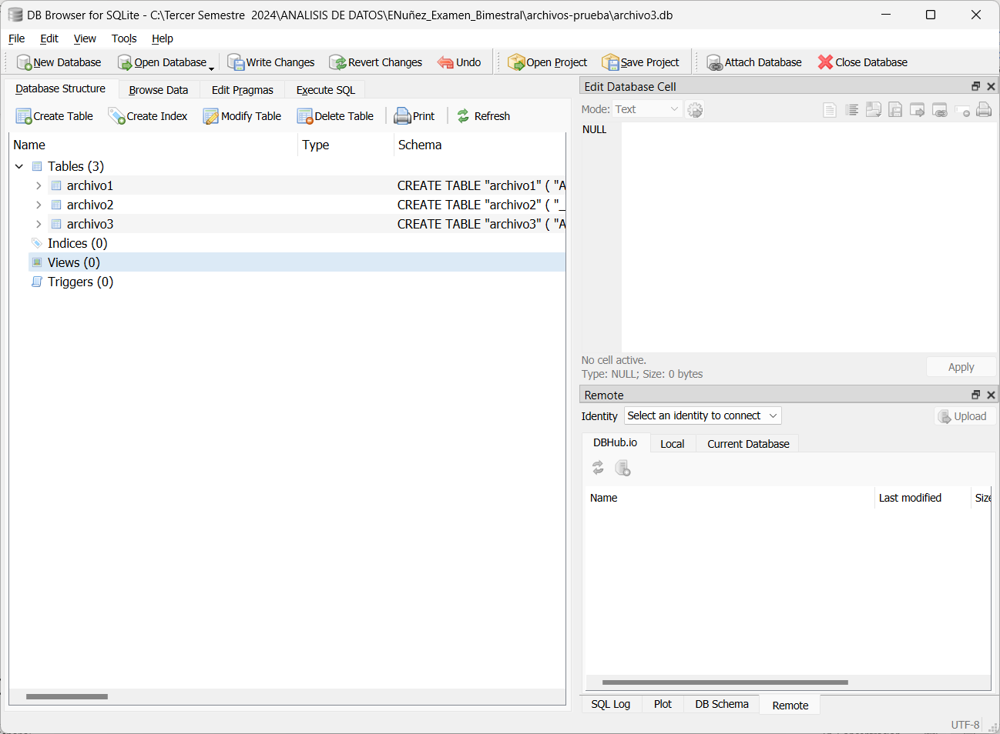 DB Browser for SQLite - C:\Tercer Semestre  2024\ANALISIS DE DATOS\ENuñez_Examen_Bimestral\archivos-prueba\archivo3.db
File Edit View Tools Help
New Database Open Database Write Changes Revert Changes Undo Open Project Save Project Attach Database Close Database
Database Structure Browse Data Edit Pragmas Execute SQL
Create Table Create Index Modify Table Delete Table Print Refresh
Name Type Schema
Tables (3)
archivo1 CREATE TABLE "archivo1" ( "A
archivo2 CREATE TABLE "archivo2" ( "_
archivo3 CREATE TABLE "archivo3" ( "A
Indices (0)
Views (0)
Triggers (0)
Edit Database Cell
Mode: Text
NULL
No cell active.
Type: NULL; Size: 0 bytes
Apply
Remote
Identity Select an identity to connect Upload
DBHub.io Local Current Database
Name Last modified Size
SQL Log Plot DB Schema Remote
UTF-8